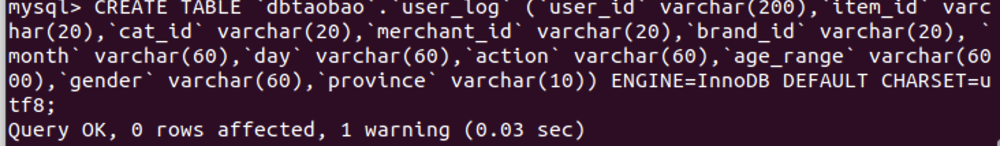 mysql> CREATE TABLE `dbtaobao`.`user_log` (`user_id` varchar(200),`item_id` varc
har(20),`cat_id` varchar(20),`merchant_id` varchar(20),`brand_id` varchar(20), `
month` varchar(60),`day` varchar(60),`action` varchar(60),`age_range` varchar(60
00),`gender` varchar(60),`province` varchar(10)) ENGINE=InnoDB DEFAULT CHARSET=u
tf8;
Query OK, 0 rows affected, 1 warning (0.03 sec)